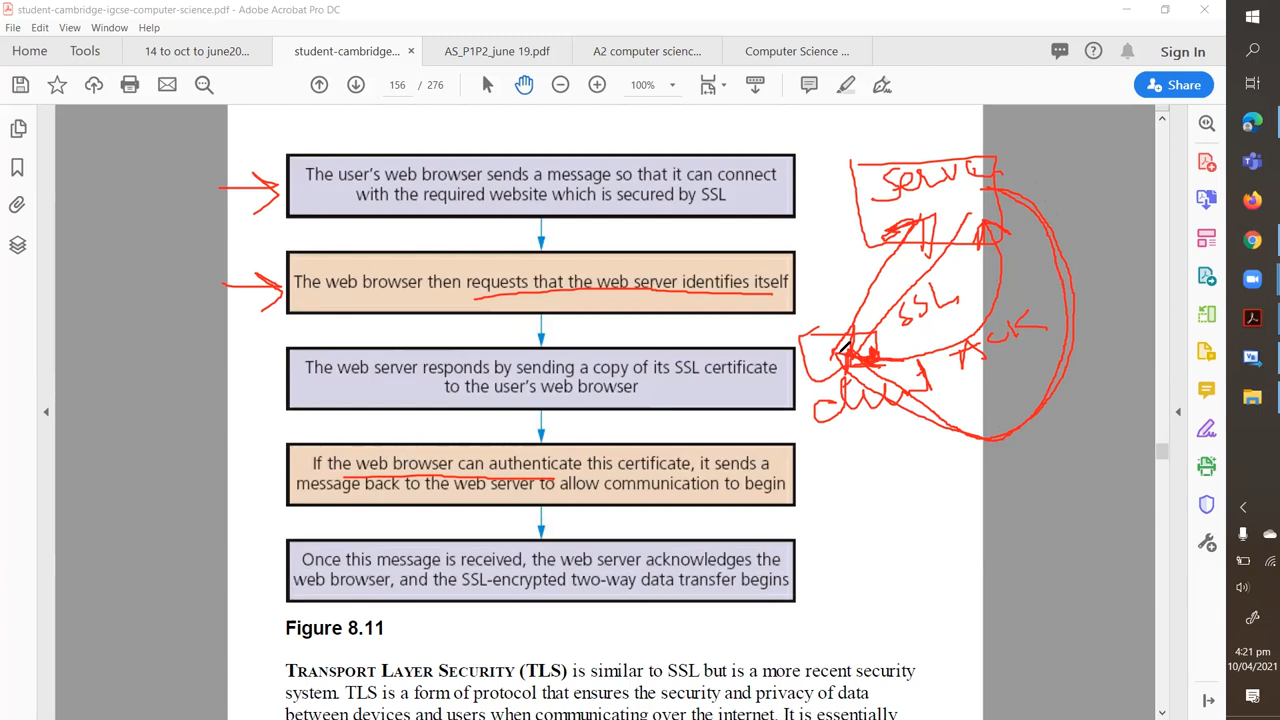 student-cambridge-igcse-computer-science.pdf - Adobe Acrobat Pro DC
File Edit View Window Help
Home Tools 14 to oct to june20... student-cambridge... × AS_P1P2_june 19.pdf A2 computer scienc... Computer Science ... Sign In
156 / 276 100% Share
The user's web browser sends a message so that it can connect
with the required website which is secured by SSL
The web browser then requests that the web server identifies itself
The web server responds by sending a copy of its SSL certificate
to the user's web browser
If the web browser can authenticate this certificate, it sends a
message back to the web server to allow communication to begin
Once this message is received, the web server acknowledges the
web browser, and the SSL-encrypted two-way data transfer begins
Figure 8.11
TRANSPORT LAYER SECURITY (TLS) is similar to SSL but is a more recent security
system. TLS is a form of protocol that ensures the security and privacy of data
between devices and users when communicating over the internet. It is essentially
Server
SSL
4:21 pm
10/04/2021